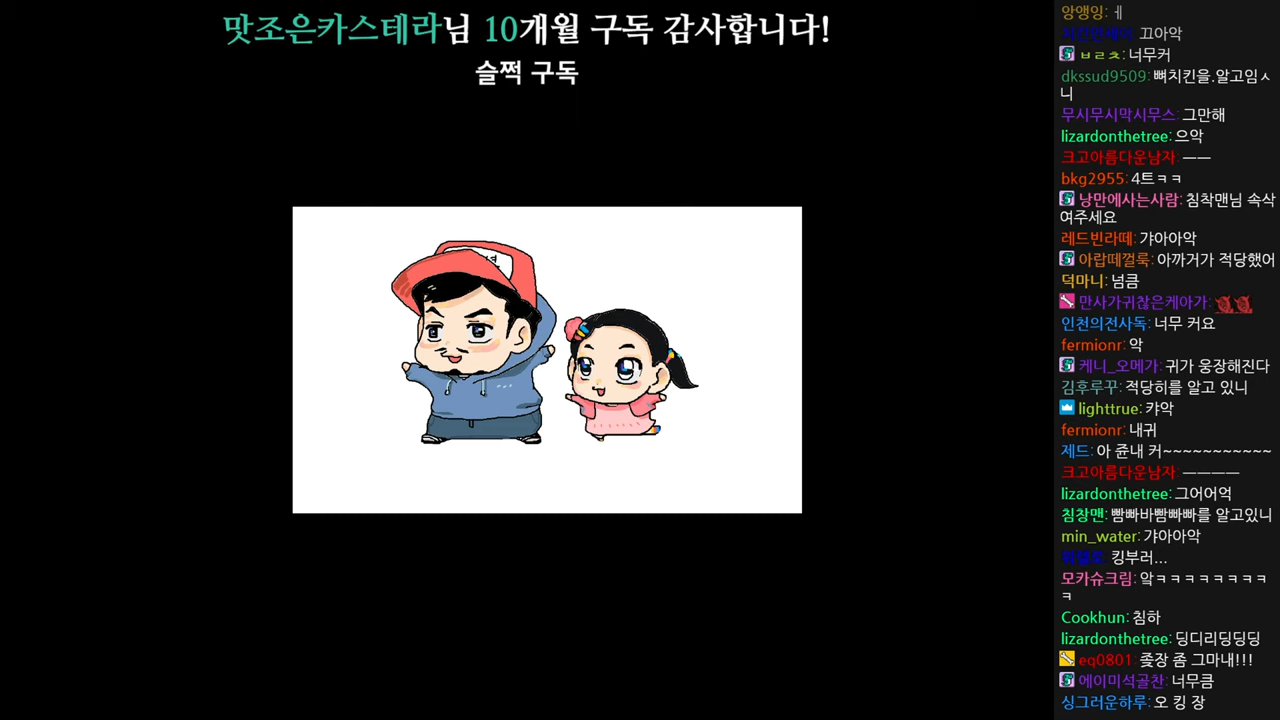 맛조은카스테라님 10개월 구독 감사합니다!
슬쩍 구독
앙앵잉: ㅔ
끄아악
ㅂㄹㅊ: 너무커
dkssud9509: 뼈치킨을.알고임ㅅ
니
무시무시막시무스: 그만해
lizardonthetree: 으악
크고아름다운남자: ㅡㅡ
bkg2955: 4트ㅋㅋ
낭만에사는사람: 침착맨님 속삭
여주세요
레드빈라떼: 갸아아악
아랍떼껄룩: 아까거가 적당했어
덕마니: 넘큼
만사가귀찮은케아가:
인천의전사독: 너무 커요
fermionr: 악
케니_오메가: 귀가 웅장해진다
김후루꾸: 적당히를 알고 있니
lighttrue: 캬악
fermionr: 내귀
제드: 아 쥰내 커~~~~~~~~~~~
크고아름다운남자: ㅡㅡㅡㅡ
lizardonthetree: 그어어억
침창맨: 빰빠바빰빠빠를 알고있니
min_water: 갸아아악
킹부러...
모카슈크림: 앜ㅋㅋㅋㅋㅋㅋㅋㅋ
ㅋ
Cookhun: 침하
lizardonthetree: 딩디리딩딩딩
eq0801: 좆장 좀 그마내!!!
에이미석골찬: 너무큼
싱그러운하루: 오 킹 장